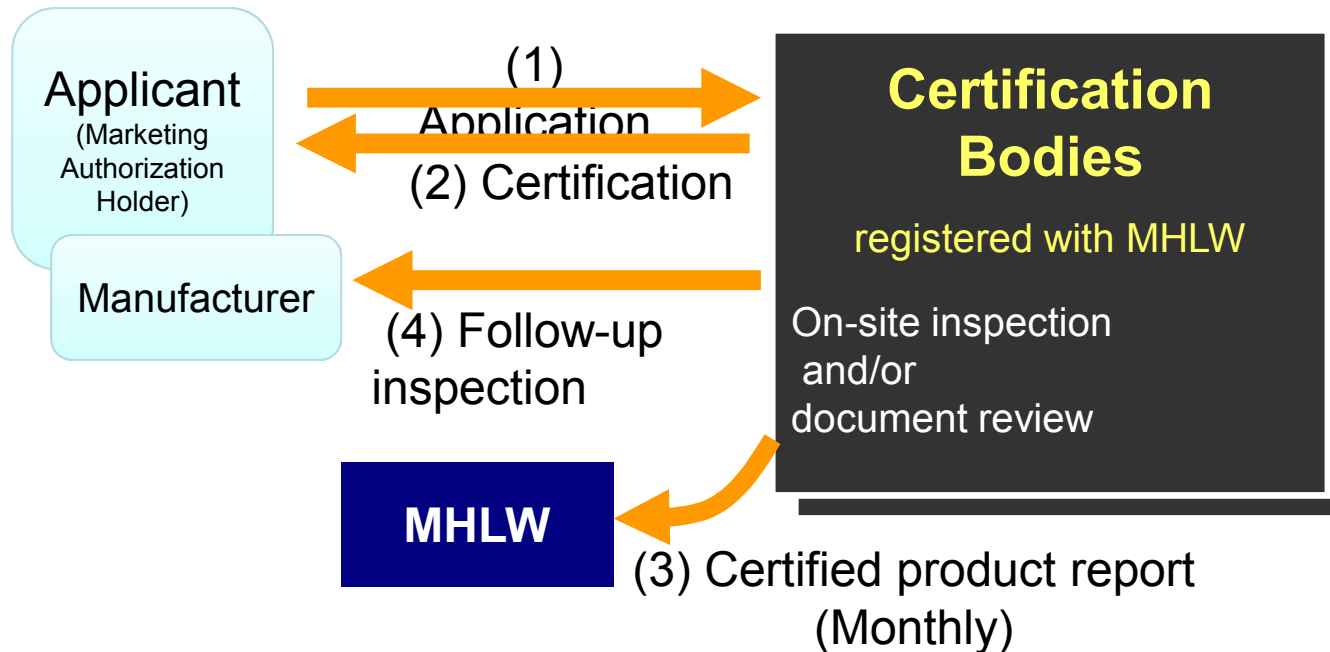 Applicant
(Marketing
Authorization
Holder)
Manufacturer
(1)
Application
(2) Certification
(4) Follow-up
inspection
Certification
Bodies
registered with MHLW
On-site inspection
and/or
document review
MHLW
(3) Certified product report
(Monthly)